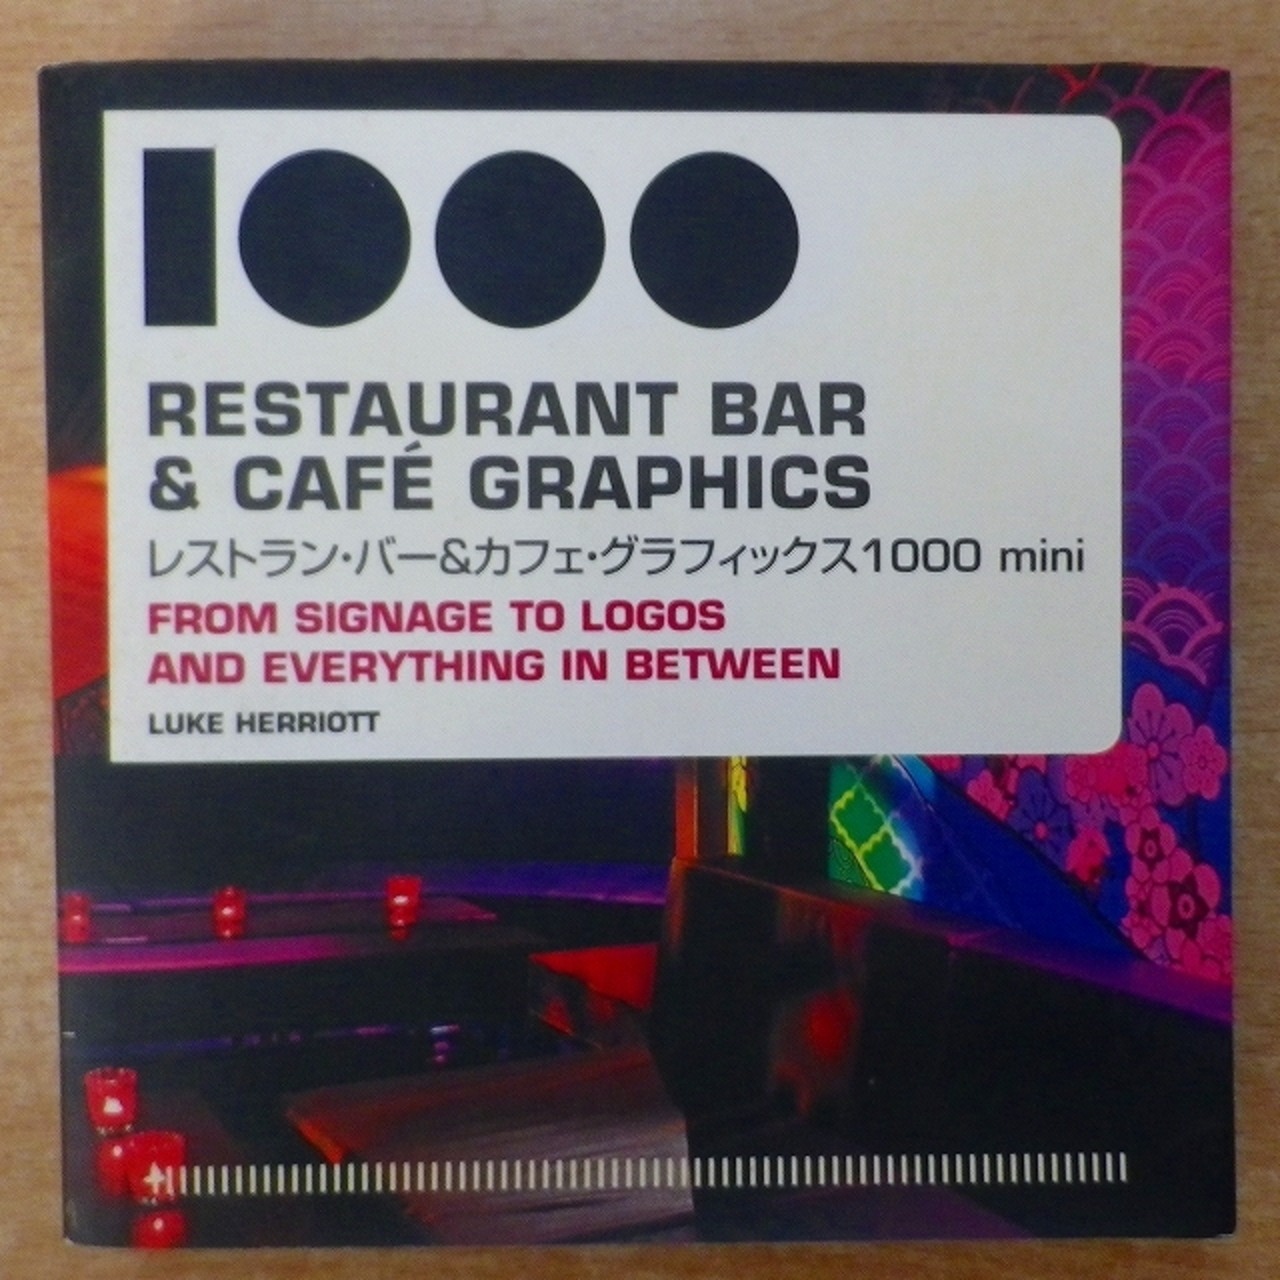 1000
RESTAURANT BAR
& CAFÉ GRAPHICS
レストラン・バー&カフェ・グラフィックス1000 mini
FROM SIGNAGE TO LOGOS
AND EVERYTHING IN BETWEEN
LUKE HERRIOTT